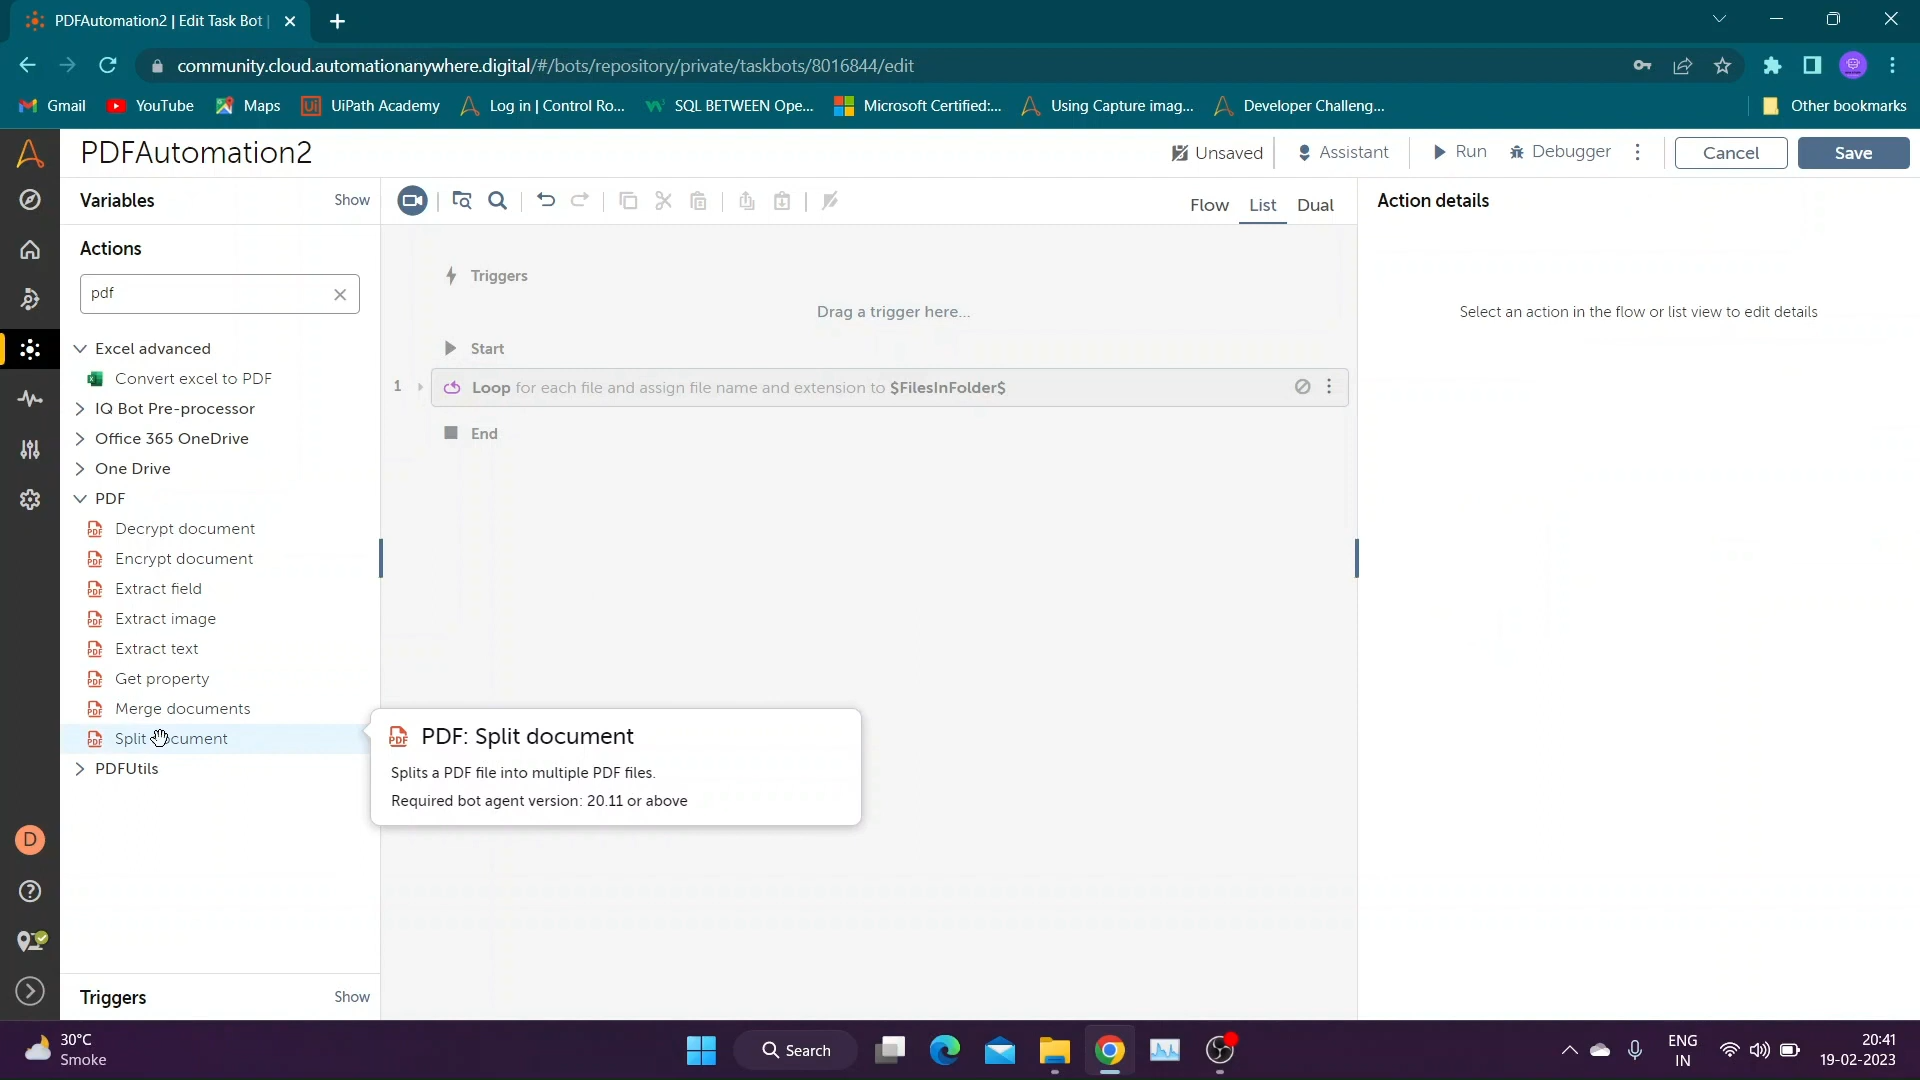 PDFAutomation2 | Edit Task Bot |
community.cloud.automationanywhere.digital/#/bots/repository/private/taskbots/8016844/edit
Gmail YouTube Maps UiPath Academy Log in | Control Ro... SQL BETWEEN Ope... Microsoft Certified:... Using Capture imag... Developer Challeng... Other bookmarks
PDFAutomation2 Unsaved Assistant Run Debugger Cancel Save
Variables Show
Flow List Dual
Action details
Actions
pdf
Triggers
Drag a trigger here...
Select an action in the flow or list view to edit details
Excel advanced
Convert excel to PDF
IQ Bot Pre-processor
Office 365 OneDrive
One Drive
PDF
Decrypt document
Encrypt document
Extract field
Extract image
Extract text
Get property
Merge documents
Split document
PDFUtils
Start
1 Loop for each file and assign file name and extension to $FilesInFolder$
End
PDF: Split document
Splits a PDF file into multiple PDF files.
Required bot agent version: 20.11 or above
D
Triggers Show
30°C
Smoke
Search
ENG
IN
20:41
19-02-2023